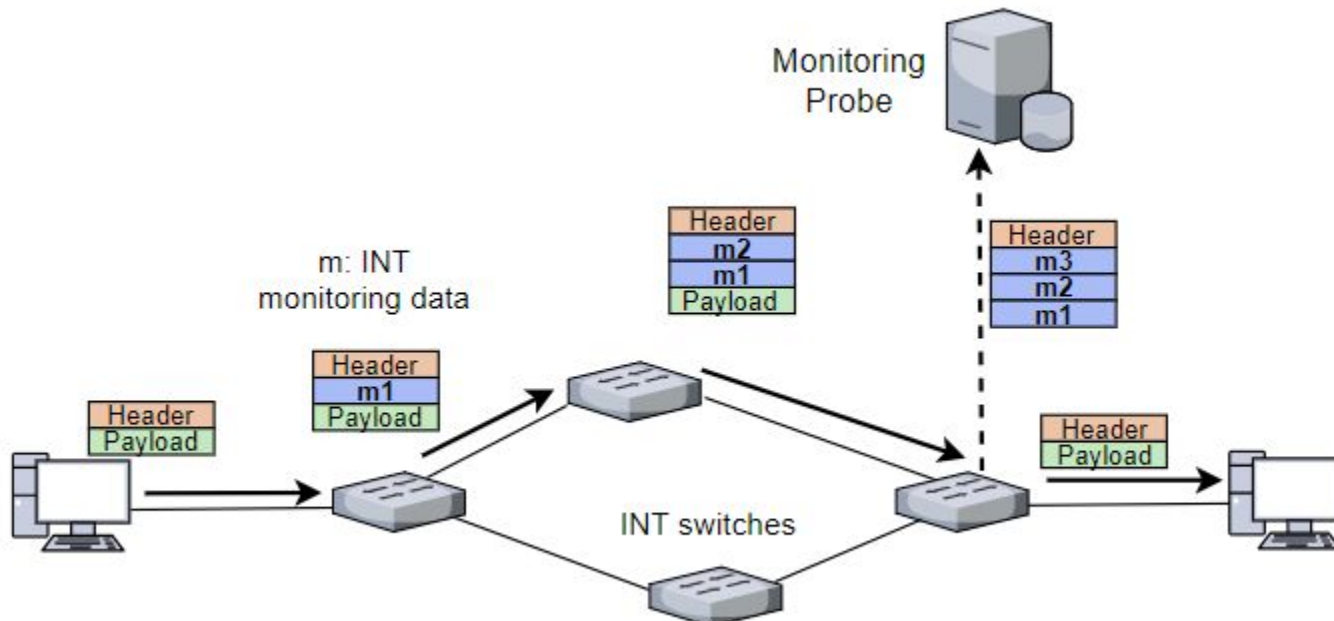 Monitoring
Probe
Header
m2
m1
Payload
Header
m3
m2
m1
m: INT
monitoring data
Header
m1
Payload
Header
Payload
Header
Payload
INT switches